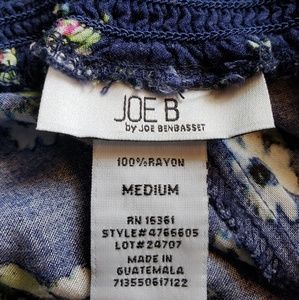 JOE B
by JOE BENBASSET
100% RAYON
MEDIUM
RN 16361
STYLE#4766605
LOT#24707
MADE IN
GUATEMALA
713550617122